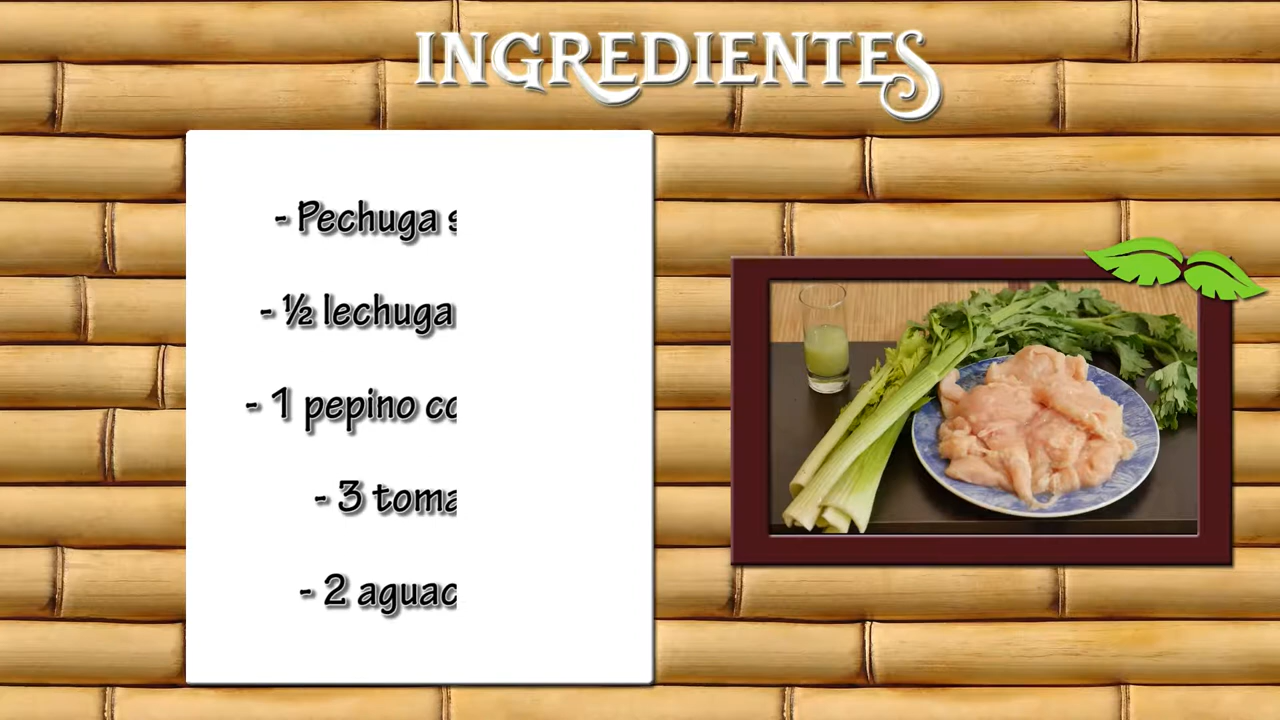 INGREDIENTES
- Pechuga
- ½ lechuga
- 1 pepino
- 3
- 2